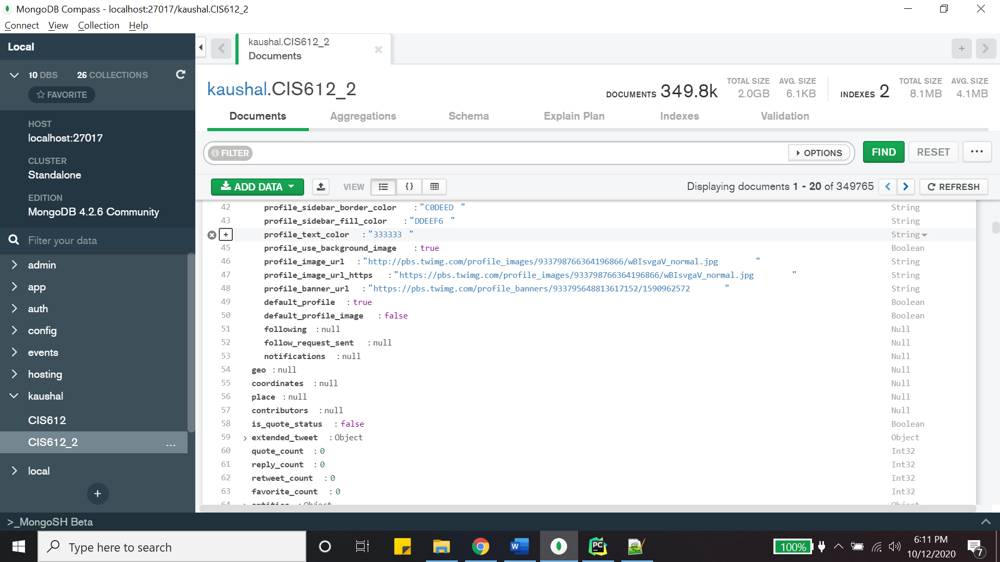 MongoDB Compass - localhost:27017/kaushal.CIS612_2
Connect View Collection Help
Local
10 DBS 26 COLLECTIONS
FAVORITE
HOST
localhost:27017
CLUSTER
Standalone
EDITION
MongoDB 4.2.6 Community
Filter your data
admin
app
auth
config
events
hosting
kaushal
CIS612
CIS612_2 ...
local
+
kaushal.CIS612_2
Documents
kaushal.CIS612_2
DOCUMENTS 349.8k
TOTAL SIZE
2.0GB
AVG. SIZE
6.1KB
INDEXES 2
TOTAL SIZE
8.1MB
AVG. SIZE
4.1MB
Documents Aggregations Schema Explain Plan Indexes Validation
FILTER OPTIONS FIND RESET ...
ADD DATA VIEW {} Displaying documents 1 - 20 of 349765 < > REFRESH
42 profile_sidebar_border_color :"C0DEED " String
43 profile_sidebar_fill_color :"DDEEF6 " String
+ profile_text_color :"333333 " String
45 profile_use_background_image :true Boolean
46 profile_image_url :"http://pbs.twimg.com/profile_images/933798766364196866/wBIsvgaV_normal.jpg " String
47 profile_image_url_https :"https://pbs.twimg.com/profile_images/933798766364196866/wBIsvgaV_normal.jpg " String
48 profile_banner_url :"https://pbs.twimg.com/profile_banners/933795648813617152/1590962572 " String
49 default_profile :true Boolean
50 default_profile_image :false Boolean
51 following :null Null
52 follow_request_sent :null Null
53 notifications :null Null
54 geo :null Null
55 coordinates :null Null
56 place :null Null
57 contributors :null Null
58 is_quote_status :false Boolean
59 > extended_tweet :Object Object
60 quote_count :0 Int32
61 reply_count :0 Int32
62 retweet_count :0 Int32
63 favorite_count :0 Int32
64 > entities :Object Object
>_MongoSH Beta
Type here to search
W
PC
100%
6:11 PM
10/12/2020
7